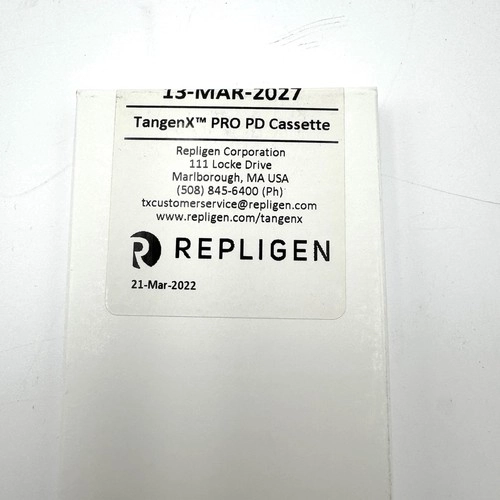 13-MAR-2027
TangenX™ PRO PD Cassette
Repligen Corporation
111 Locke Drive
Marlborough, MA USA
(508) 845-6400 (Ph)
txcustomerservice@repligen.com
www.repligen.com/tangenx
REPLIGEN
21-Mar-2022